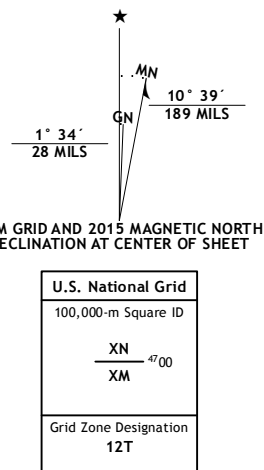 ★
MN
GN
10° 39´
189 MILS
1° 34´
28 MILS
M GRID AND 2015 MAGNETIC NORTH
ECLINATION AT CENTER OF SHEET
U.S. National Grid
100,000-m Square ID
XN
4700
XM
Grid Zone Designation
12T